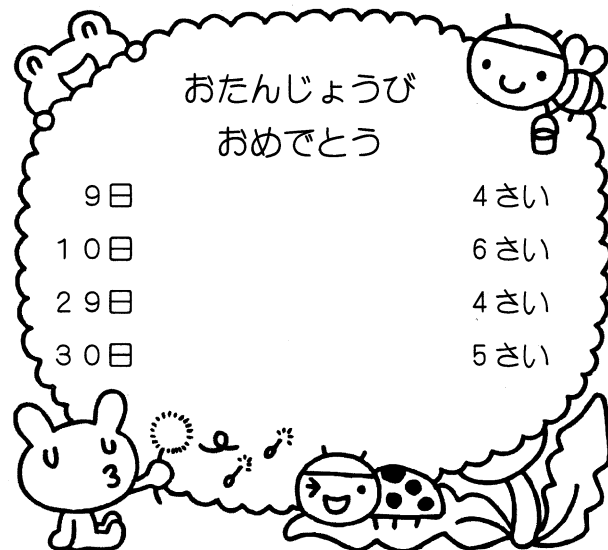 おたんじょうび
おめでとう
９日 ４さい
１０日 ６さい
２９日 ４さい
３０日 ５さい